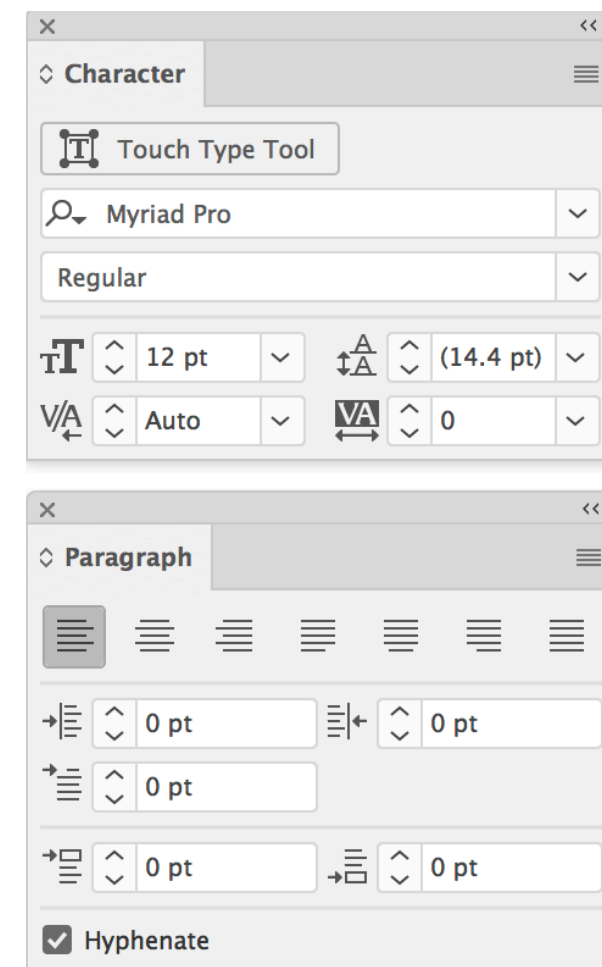 Character
Touch Type Tool
Myriad Pro
Regular
12 pt (14.4 pt)
Auto 0
Paragraph
0 pt 0 pt
0 pt
0 pt 0 pt
Hyphenate